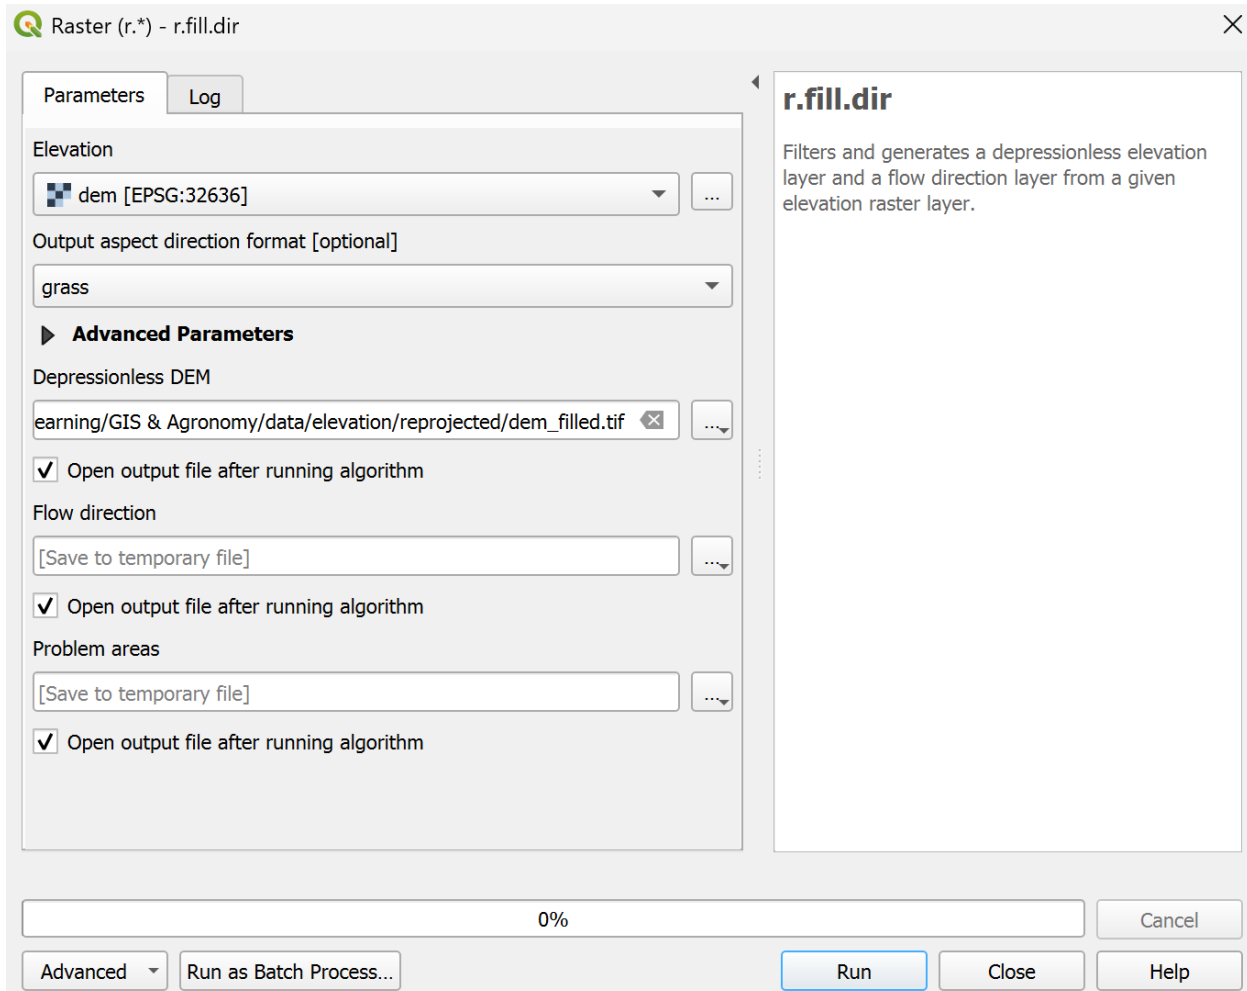 Raster (r.*) - r.fill.dir
Parameters
Log
Elevation
dem [EPSG:32636]
...
Output aspect direction format [optional]
grass
Advanced Parameters
Depressionless DEM
earning/GIS & Agronomy/data/elevation/reprojected/dem_filled.tif
...
Open output file after running algorithm
Flow direction
[Save to temporary file]
...
Open output file after running algorithm
Problem areas
[Save to temporary file]
...
Open output file after running algorithm
r.fill.dir
Filters and generates a depressionless elevation
layer and a flow direction layer from a given
elevation raster layer.
0%
Cancel
Advanced
Run as Batch Process...
Run
Close
Help